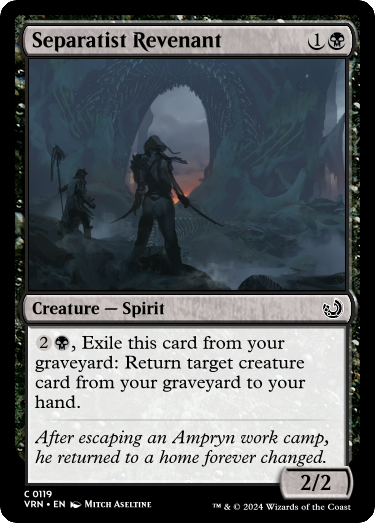 Separatist Revenant 1
Creature — Spirit
2, Exile this card from your
graveyard: Return target creature
card from your graveyard to your
hand.
After escaping an Ampryn work camp,
he returned to a home forever changed.
2/2
C 0119
VRN • EN Mitch Aseltine
™ & © 2024 Wizards of the Coast